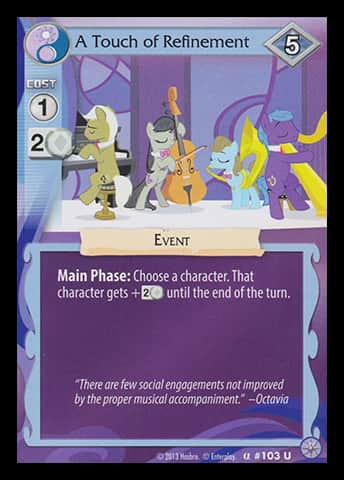 A Touch of Refinement
5
COST
1
2
EVENT
Main Phase: Choose a character. That
character gets +2 until the end of the turn.
"There are few social engagements not improved
by the proper musical accompaniment." –Octavia
© 2013 Hasbro. © Enterplay. α #103 U